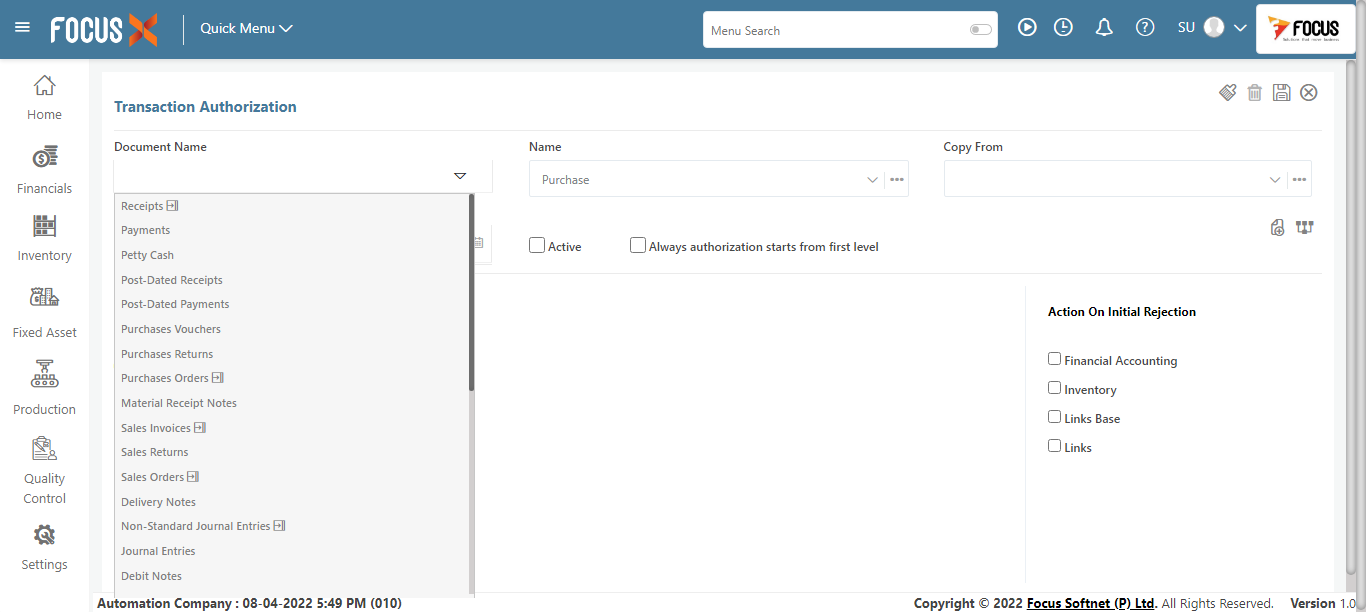 FOCUS X
Quick Menu
Menu Search
SU
FOCUS
Transaction Authorization
Document Name
Name
Copy From
Purchase
Home
Financials
Inventory
Fixed Asset
Production
Quality
Control
Settings
Receipts
Payments
Petty Cash
Post-Dated Receipts
Post-Dated Payments
Purchases Vouchers
Purchases Returns
Purchases Orders
Material Receipt Notes
Sales Invoices
Sales Returns
Sales Orders
Delivery Notes
Non-Standard Journal Entries
Journal Entries
Debit Notes
Active
Always authorization starts from first level
Action On Initial Rejection
Financial Accounting
Inventory
Links Base
Links
Automation Company : 08-04-2022 5:49 PM (010)
Copyright © 2022 Focus Softnet (P) Ltd. All Rights Reserved. Version 1.0